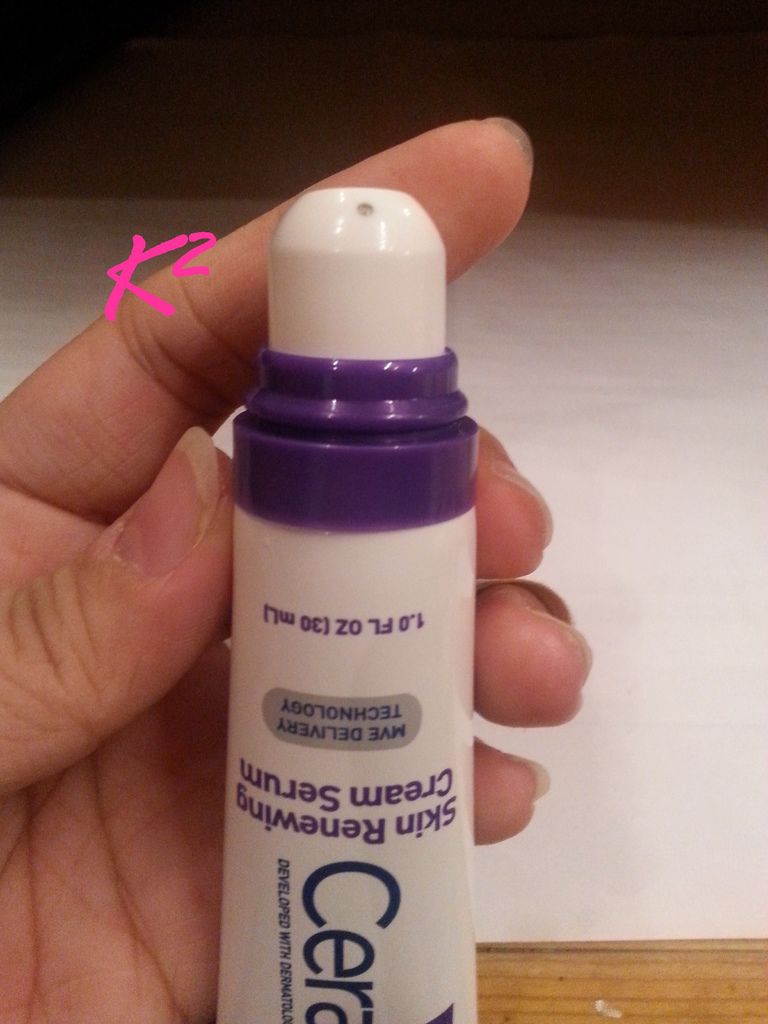 K2
1.0 FL OZ (30 mL)
MVE DELIVERY
TECHNOLOGY
Skin Renewing
Cream Serum
Cera
DEVELOPED WITH DERMATOLO